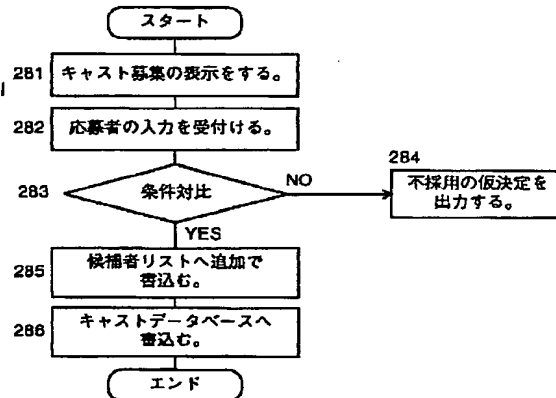 スタート
281
キャスト募集の表示をする。
282
応募者の入力を受付ける。
283
条件対比
NO
284
不採用の仮決定を
出力する。
YES
285
候補者リストへ追加で
書込む。
286
キャストデータベースへ
書込む。
エンド